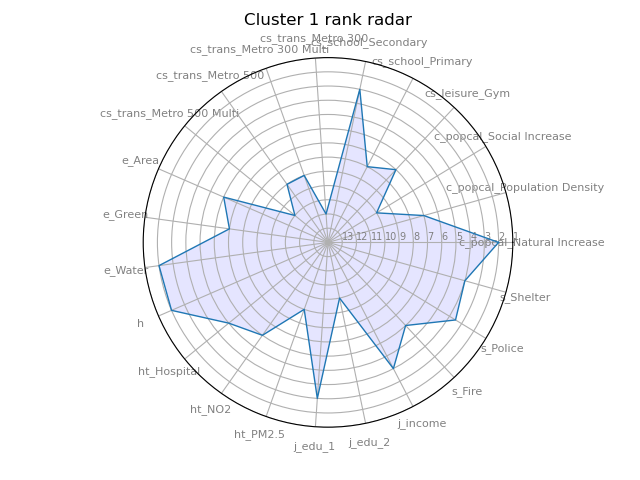 Cluster 1 rank radar
cs_trans_Metro 300
cs_school_Secondary
cs_trans_Metro 300 Multi
cs_school_Primary
cs_trans_Metro 500
cs_leisure_Gym
cs_trans_Metro 500 Multi
c_popcal_Social Increase
e_Area
c_popcal_Population Density
e_Green
13 12 11 10 9 8 7 6 5 4 3 2 1
c_popcal_Natural Increase
e_Water
s_Shelter
h
s_Police
ht_Hospital
s_Fire
ht_NO2
j_income
ht_PM2.5
j_edu_2
j_edu_1